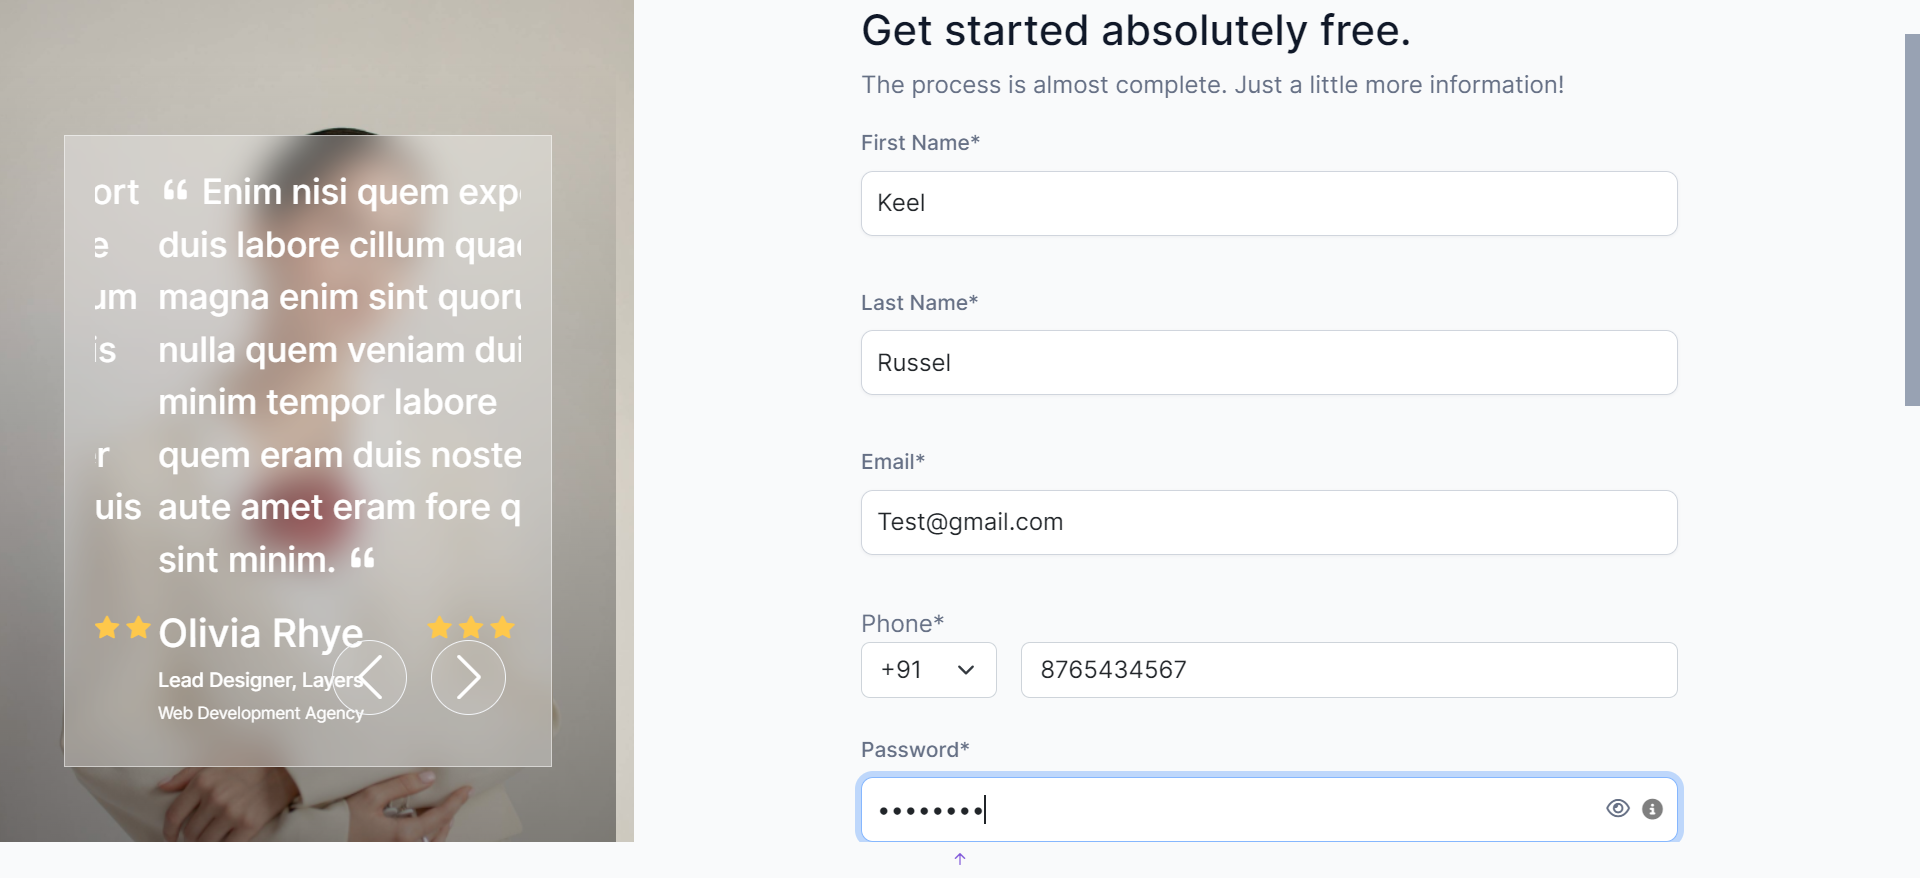 ort “ Enim nisi quem exp
e duis labore cillum qua
um magna enim sint quoru
is nulla quem veniam dui
minim tempor labore
r quem eram duis noste
uis aute amet eram fore q
sint minim. “
Olivia Rhye
Lead Designer, Layers
Web Development Agency
Get started absolutely free.
The process is almost complete. Just a little more information!
First Name*
Keel
Last Name*
Russel
Email*
Test@gmail.com
Phone*
+91 8765434567
Password*
••••••••